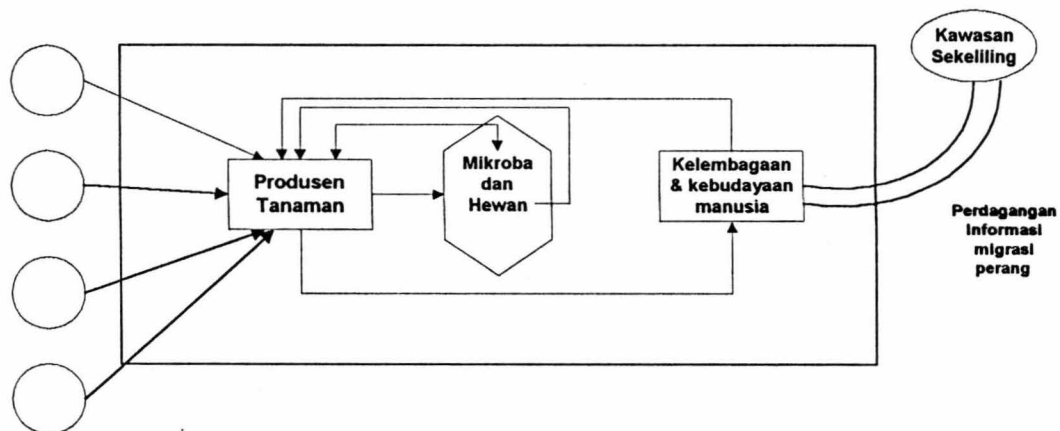 Kawasan
Sekeliling
Mikroba
dan
Hewan
Produsen
Tanaman
Kelembagaan
& kebudayaan
manusia
Perdagangan
informasi
migrasi
perang